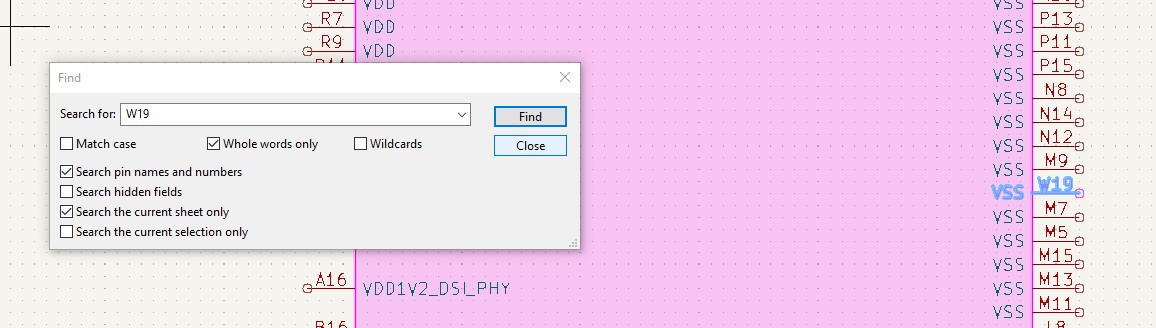 VDD
R7
VDD
R9
VDD
Find
Search for: W19
Find
Match case
Whole words only
Wildcards
Close
Search pin names and numbers
Search hidden fields
Search the current sheet only
Search the current selection only
A16
VDD1V2_DSI_PHY
VSS
VSS P13
VSS P11
VSS P15
VSS N8
VSS N14
VSS N12
VSS M9
VSS W19
VSS M7
VSS M5
VSS M15
VSS M13
VSS M11